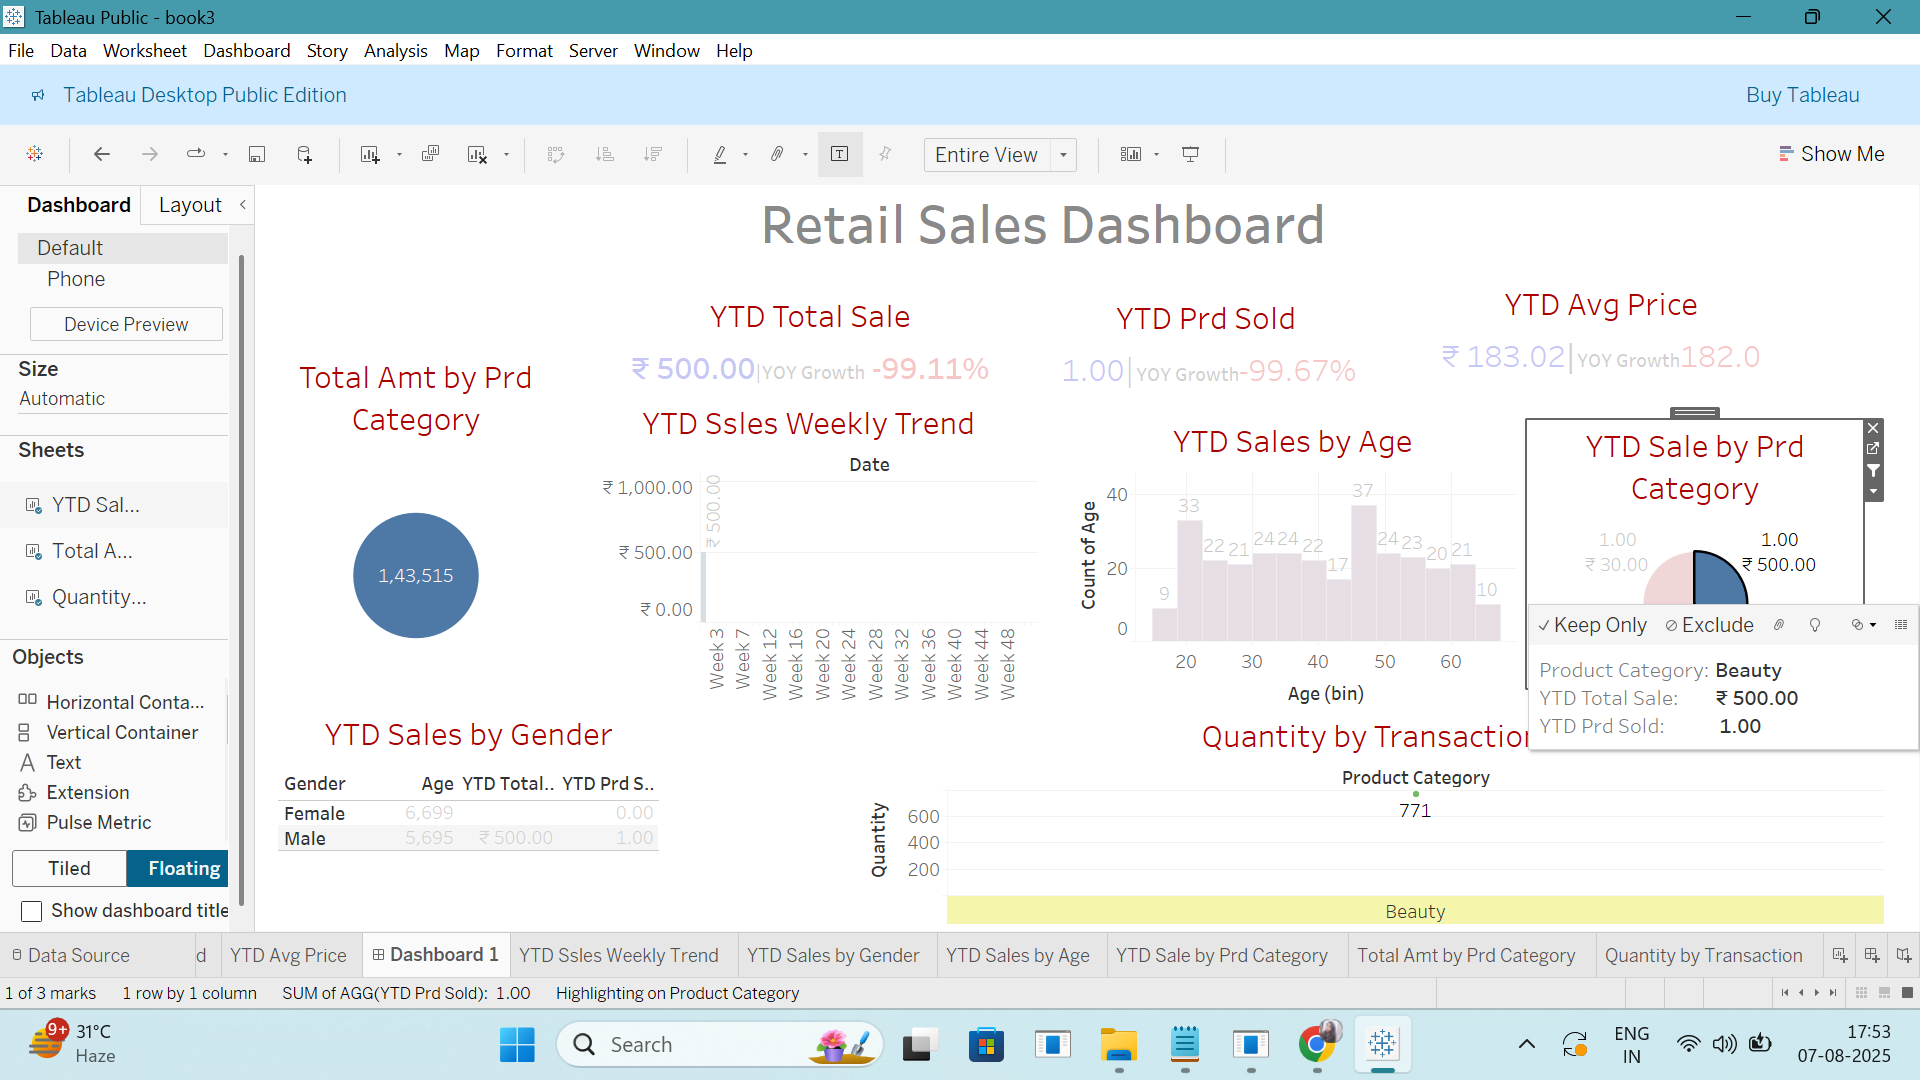 Tableau Public - book3
File Data Worksheet Dashboard Story Analysis Map Format Server Window Help
Tableau Desktop Public Edition
Buy Tableau
Entire View
Show Me
Dashboard Layout
Default
Phone
Device Preview
Size
Automatic
Sheets
YTD Sal...
Total A...
Quantity...
Objects
Horizontal Conta...
Vertical Container
Text
Extension
Pulse Metric
Tiled Floating
Show dashboard title
Retail Sales Dashboard
YTD Total Sale
₹ 500.00|YOY Growth -99.11%
YTD Prd Sold
1.00|YOY Growth-99.67%
YTD Avg Price
₹ 183.02|YOY Growth182.0
Total Amt by Prd
Category
1,43,515
YTD Ssles Weekly Trend
Date
₹ 1,000.00
₹ 500.00
₹ 0.00
₹ 500.00
Week 3
Week 7
Week 12
Week 16
Week 20
Week 24
Week 28
Week 32
Week 36
Week 40
Week 44
Week 48
YTD Sales by Age
Count of Age
40
20
0
9
33
22
21
24
24
22
17
37
24
23
20
21
10
20 30 40 50 60
Age (bin)
YTD Sale by Prd
Category
1.00
₹ 30.00
1.00
₹ 500.00
Keep Only Exclude
Product Category: Beauty
YTD Total Sale: ₹ 500.00
YTD Prd Sold: 1.00
YTD Sales by Gender
Gender Age YTD Total.. YTD Prd S..
Female 6,699 0.00
Male 5,695 ₹ 500.00 1.00
Quantity by Transaction
Product Category
Quantity
600
400
200
771
Beauty
Data Source d YTD Avg Price Dashboard 1 YTD Ssles Weekly Trend YTD Sales by Gender YTD Sales by Age YTD Sale by Prd Category Total Amt by Prd Category Quantity by Transaction
1 of 3 marks 1 row by 1 column SUM of AGG(YTD Prd Sold): 1.00 Highlighting on Product Category
9+
31°C
Haze
Search
ENG
IN
17:53
07-08-2025